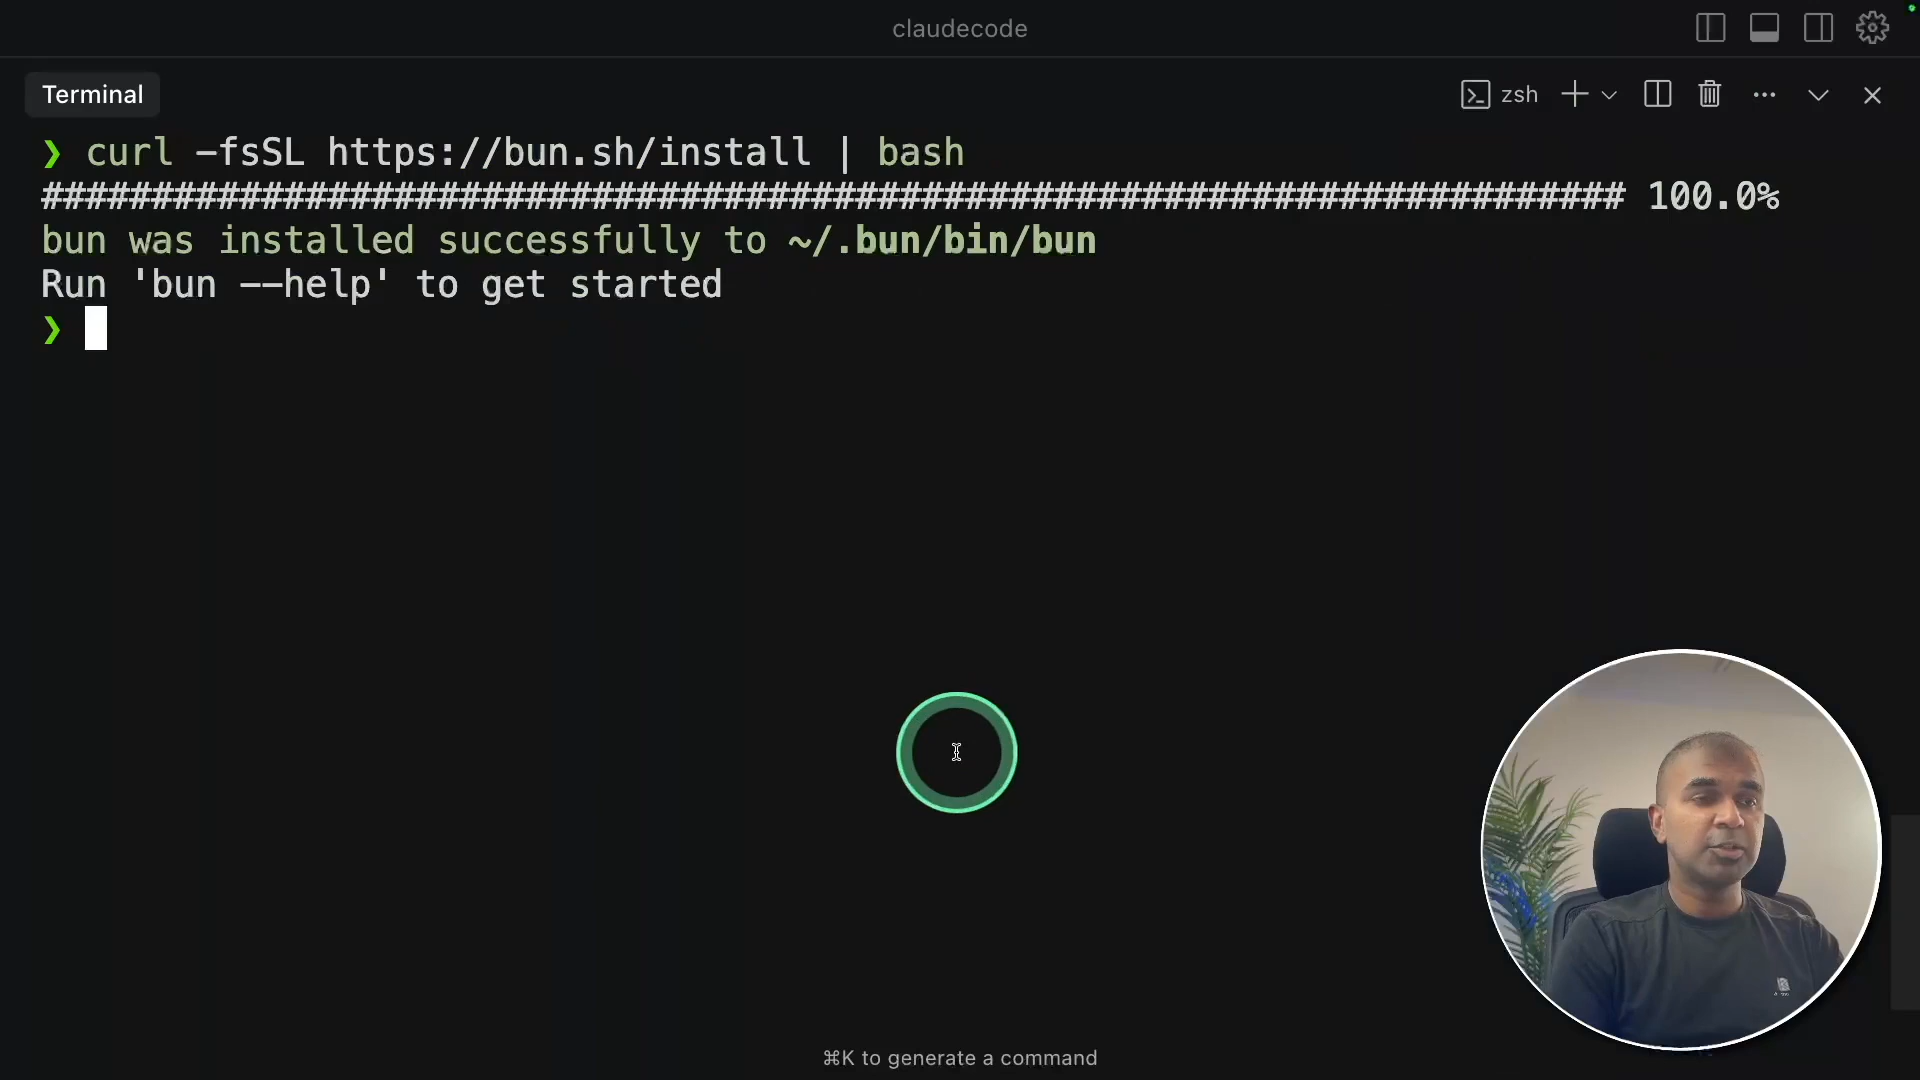 claudecode
Terminal
zsh
❯ curl -fsSL https://bun.sh/install | bash
######################################################################## 100.0%
bun was installed successfully to ~/.bun/bin/bun
Run 'bun --help' to get started
❯
⌘K to generate a command